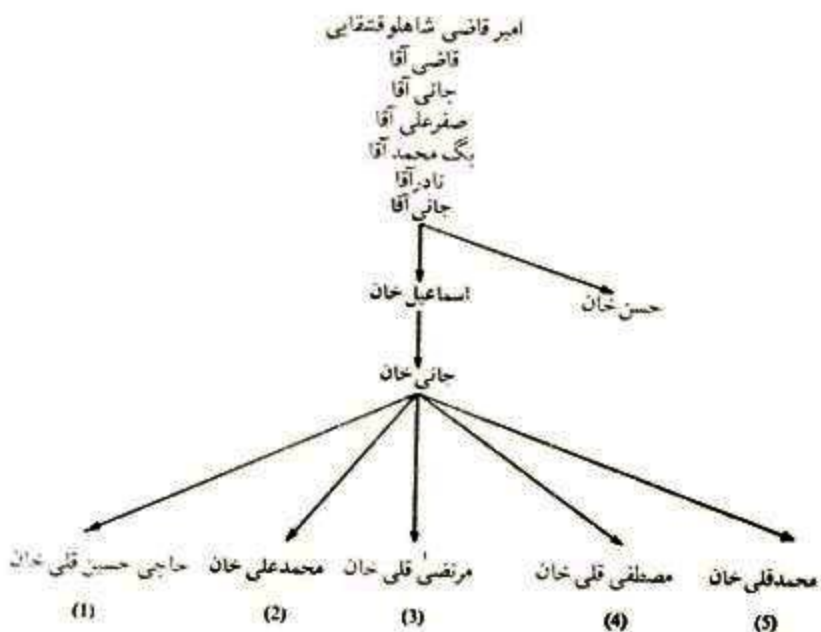 امیر قاضی شاهلو قشقایی
قاضی آقا
جانی آقا
صفرعلی آقا
بگ محمد آقا
نادرآقا
جانی آقا
اسماعیل خان
حسن خان
جانی خان
محمدقلی خان
مصطفی قلی خان
مرتضیٰ قلی خان
محمدعلی خان
حاجی حسین قلی خان
(5)
(4)
(3)
(2)
(1)